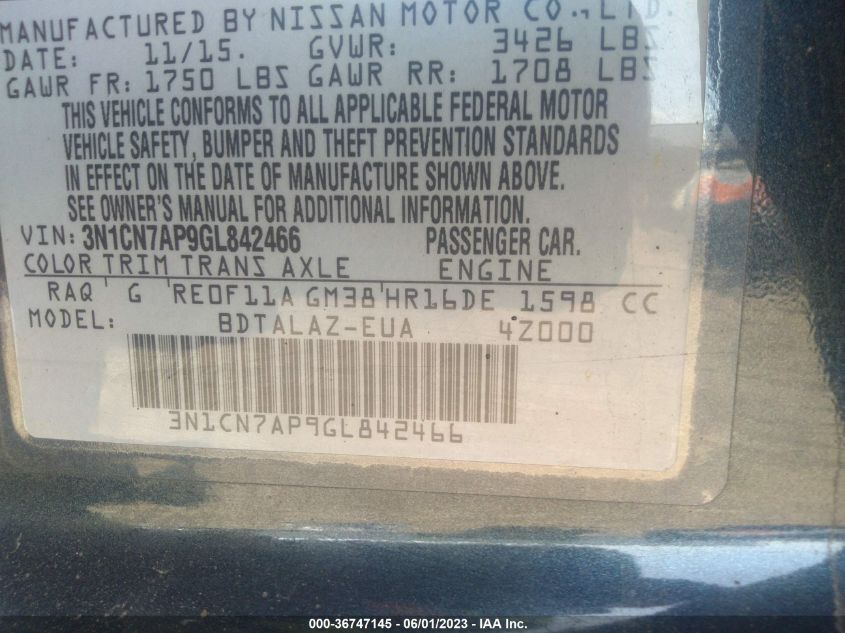 MANUFACTURED BY NISSAN MOTOR CO., LTD.
DATE: 11/15. GVWR: 3426 LBS
GAWR FR: 1750 LBS GAWR RR: 1708 LBS
THIS VEHICLE CONFORMS TO ALL APPLICABLE FEDERAL MOTOR
VEHICLE SAFETY, BUMPER AND THEFT PREVENTION STANDARDS
IN EFFECT ON THE DATE OF MANUFACTURE SHOWN ABOVE.
SEE OWNER'S MANUAL FOR ADDITIONAL INFORMATION.
VIN: 3N1CN7AP9GL842466 PASSENGER CAR.
COLOR TRIM TRANS AXLE ENGINE
RAQ G RE0F11A GM38 HR16DE 1598 CC
MODEL: BDTALAZ-EUA 4Z000
3N1CN7AP9GL842466
000-36747145 - 06/01/2023 - IAA Inc.